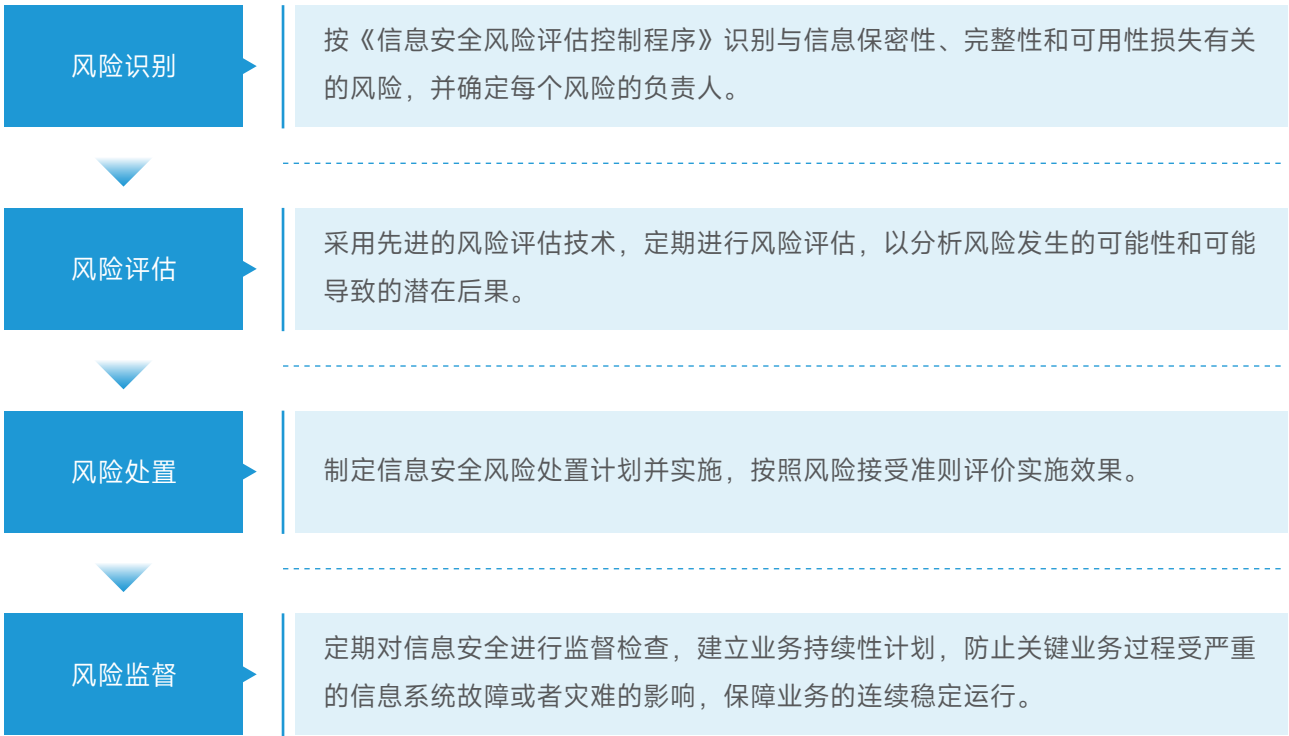 风险识别
按《信息安全风险评估控制程序》识别与信息保密性、完整性和可用性损失有关
的风险，并确定每个风险的负责人。
风险评估
采用先进的风险评估技术，定期进行风险评估，以分析风险发生的可能性和可能
导致的潜在后果。
风险处置
制定信息安全风险处置计划并实施，按照风险接受准则评价实施效果。
风险监督
定期对信息安全进行监督检查，建立业务持续性计划，防止关键业务过程受严重
的信息系统故障或者灾难的影响，保障业务的连续稳定运行。